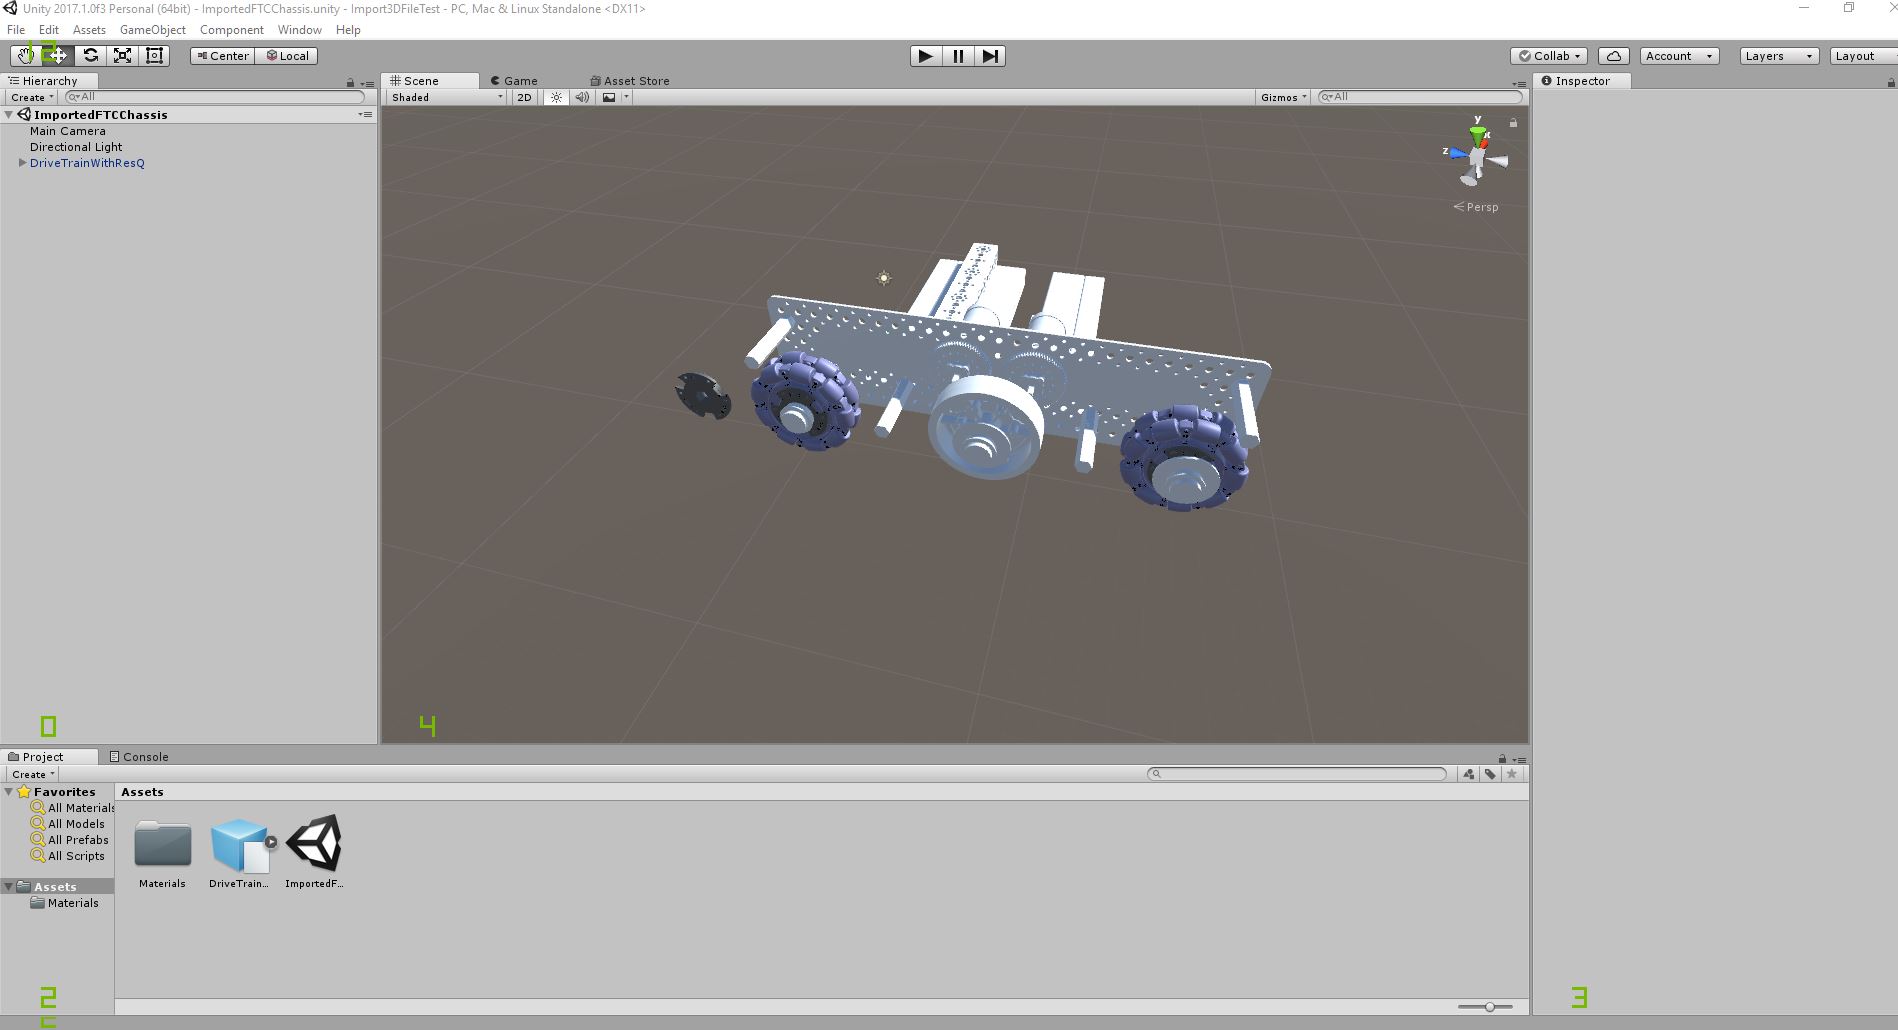 Unity 2017.1.0f3 Personal (64bit) - ImportedFTCChassis.unity - Import3DFileTest - PC, Mac & Linux Standalone <DX11>
File Edit Assets GameObject Component Window Help
12
Center Local Collab Account Layers Layout
Hierarchy
Create All
ImportedFTCChassis
Main Camera
Directional Light
DriveTrainWithResQ
0
Scene Game Asset Store
Shaded 2D Gizmos All
y
x
z
Persp
4
Inspector
3
Project Console
Create
Favorites
All Materials
All Models
All Prefabs
All Scripts
Assets
Materials
2
Assets
Materials DriveTrain... ImportedF...